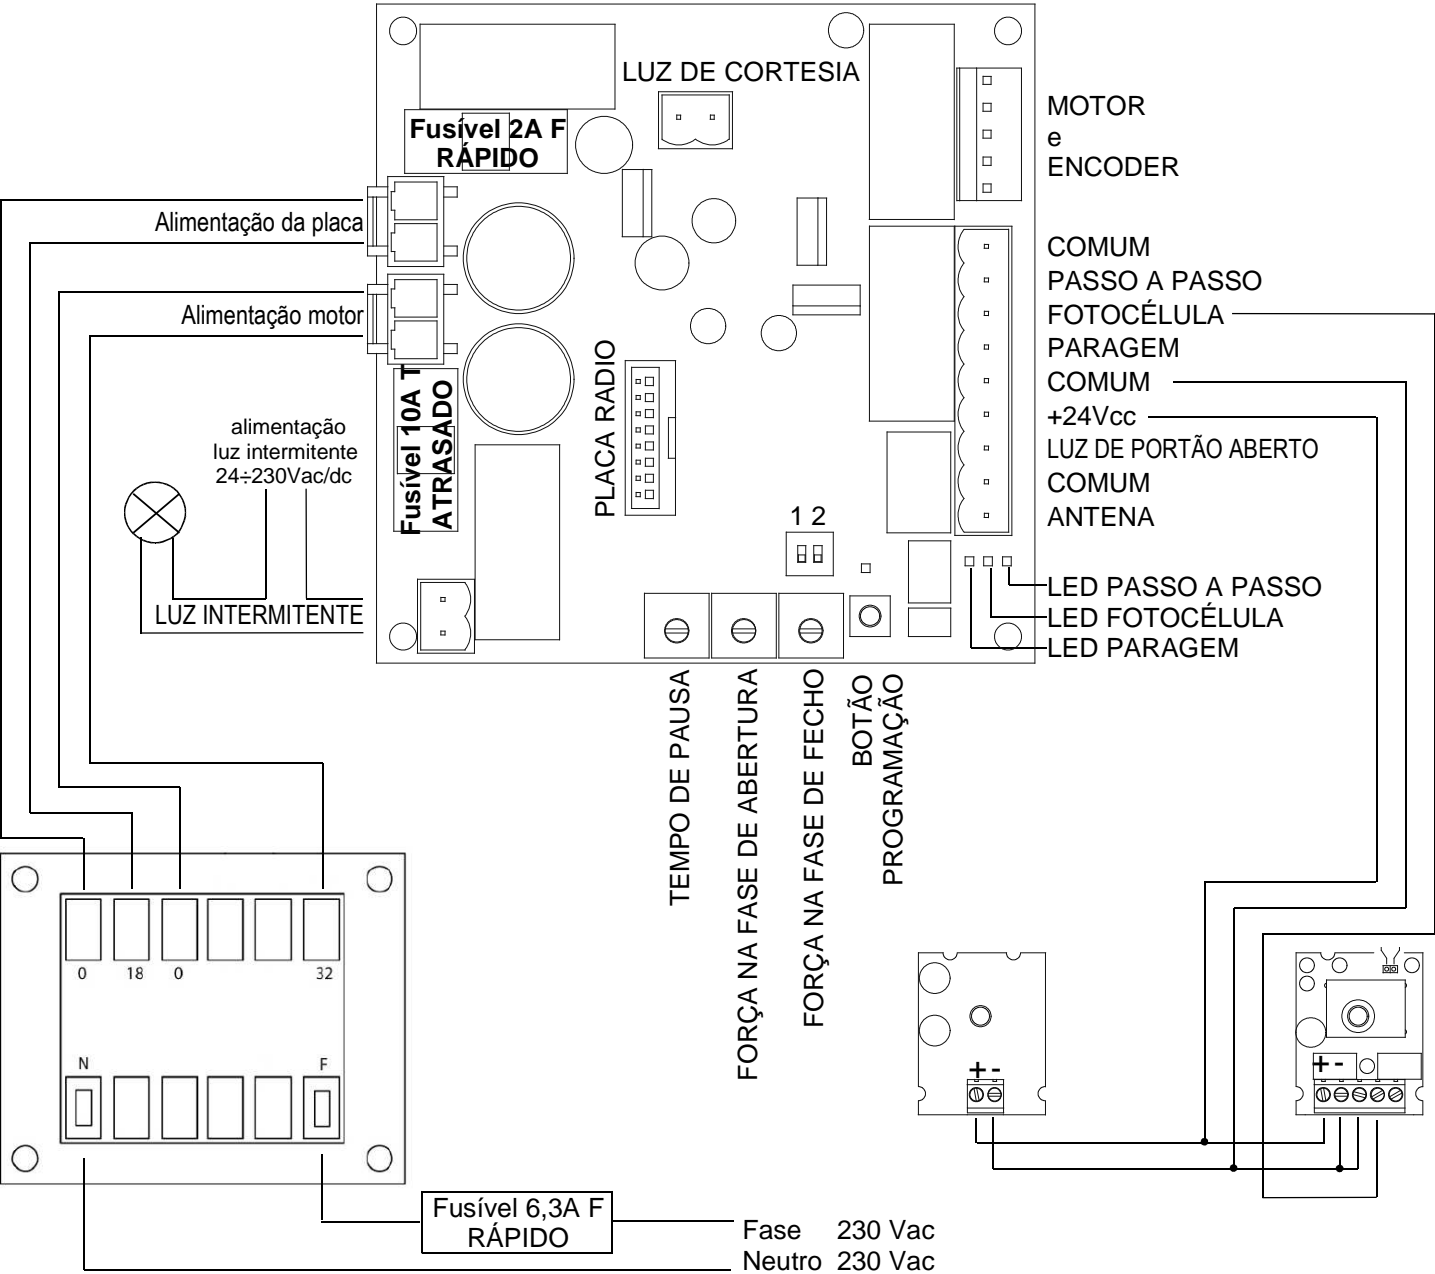 LUZ DE CORTESIA
Fusível 2A F
RÁPIDO
MOTOR
e
ENCODER
Alimentação da placa
Alimentação motor
COMUM
PASSO A PASSO
FOTOCÉLULA
PARAGEM
COMUM
+24Vcc
LUZ DE PORTÃO ABERTO
COMUM
ANTENA
PLACA RADIO
Fusível 10A T
ATRASADO
alimentação
luz intermitente
24÷230Vac/dc
LUZ INTERMITENTE
1 2
LED PASSO A PASSO
LED FOTOCÉLULA
LED PARAGEM
TEMPO DE PAUSA
FORÇA NA FASE DE ABERTURA
FORÇA NA FASE DE FECHO
BOTÃO
PROGRAMAÇÃO
0 18 0 32
N F
+ -
+ -
Fusível 6,3A F
RÁPIDO
Fase 230 Vac
Neutro 230 Vac